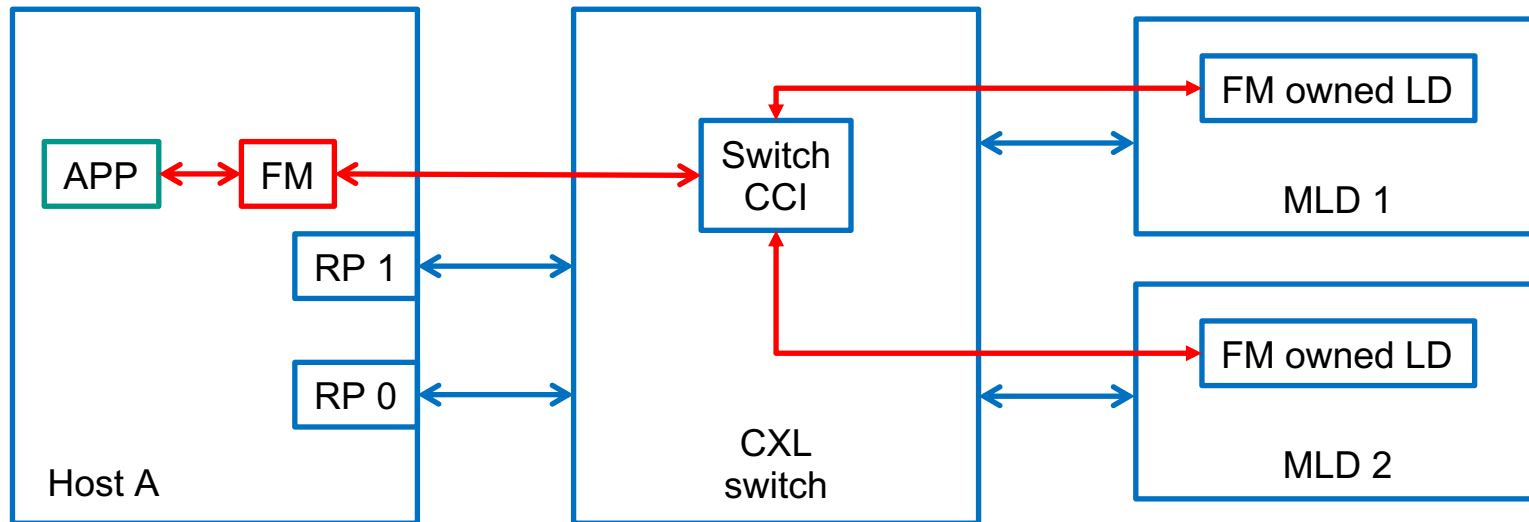 APP
FM
RP 1
RP 0
Host A
Switch
CCI
CXL
switch
FM owned LD
MLD 1
FM owned LD
MLD 2